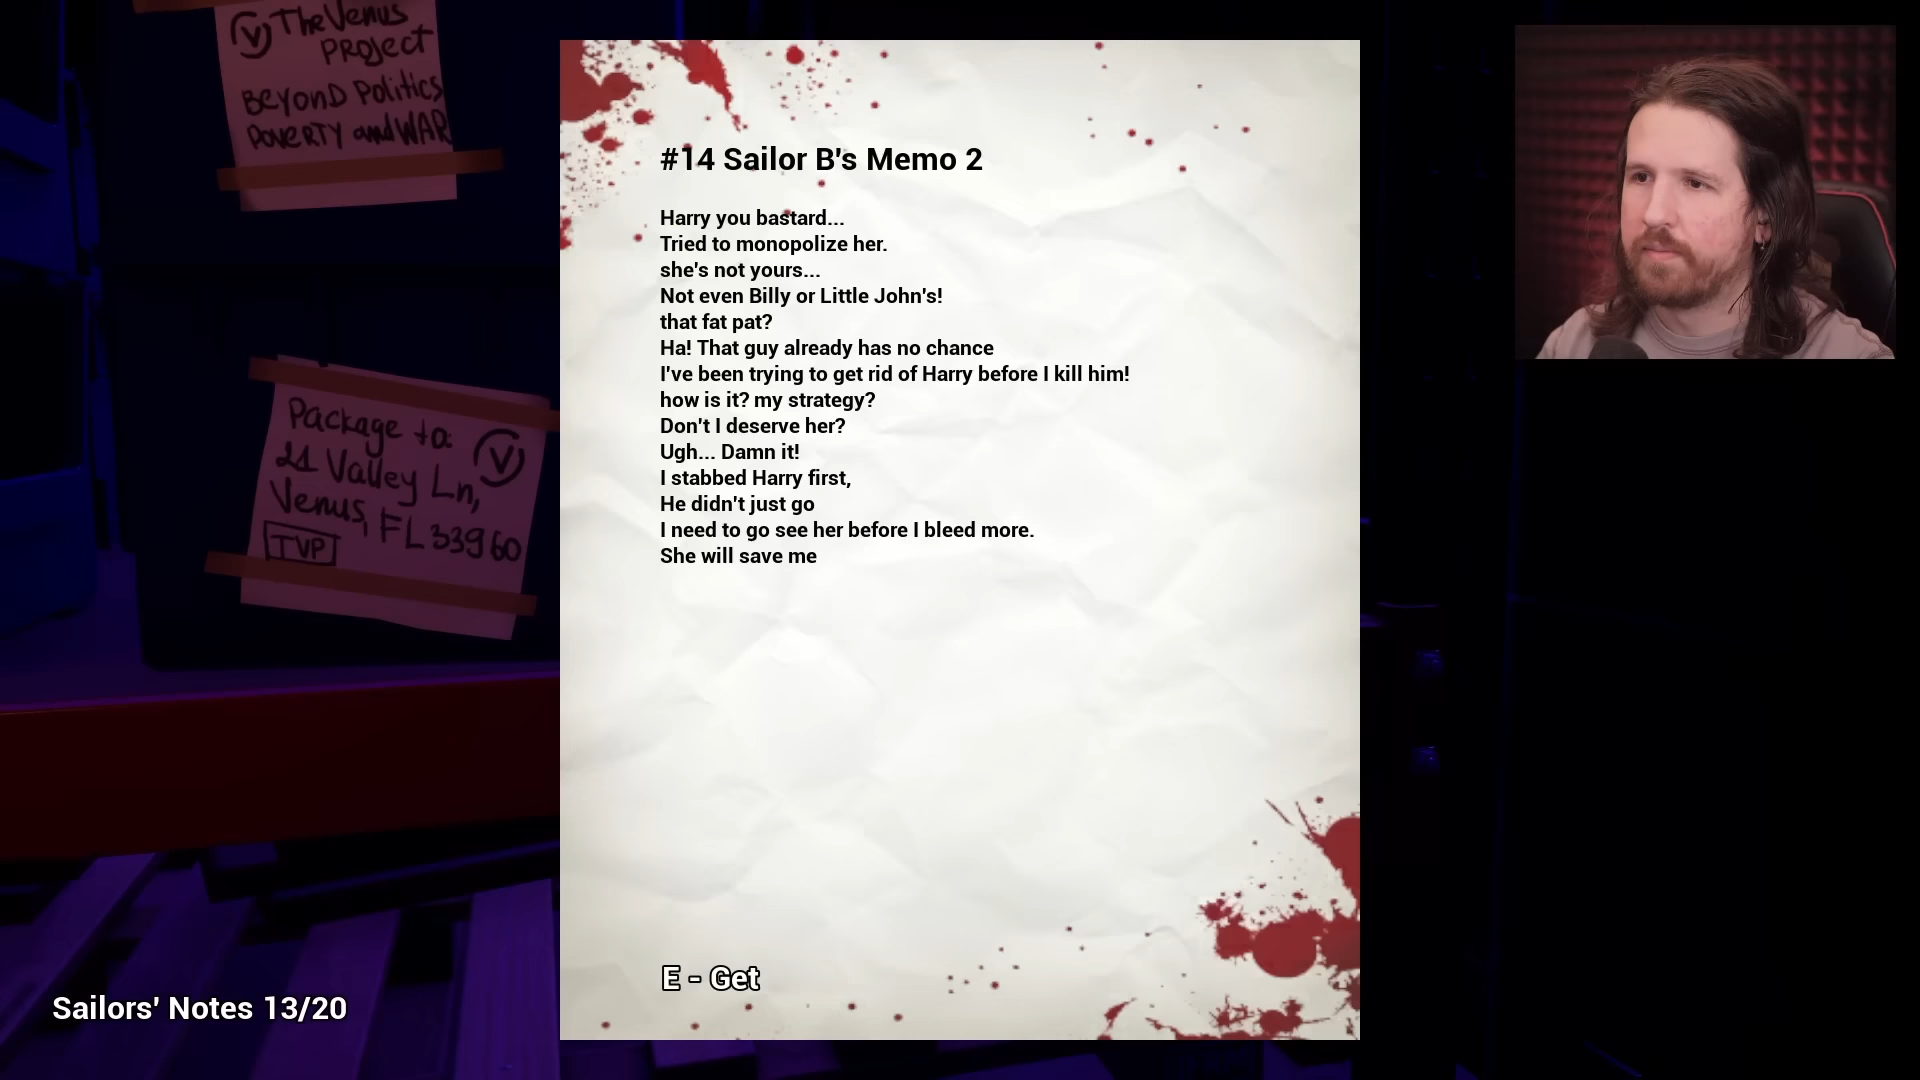 V The Venus
PROJECT
BEYOND Politics
POVERTY and WAR
Package to:
21 Valley Ln,
V
Venus, FL 33960
TVP
#14 Sailor B's Memo 2
Harry you bastard...
Tried to monopolize her.
she's not yours...
Not even Billy or Little John's!
that fat pat?
Ha! That guy already has no chance
I've been trying to get rid of Harry before I kill him!
how is it? my strategy?
Don't I deserve her?
Ugh... Damn it!
I stabbed Harry first,
He didn't just go
I need to go see her before I bleed more.
She will save me
E - Get
Sailors' Notes 13/20